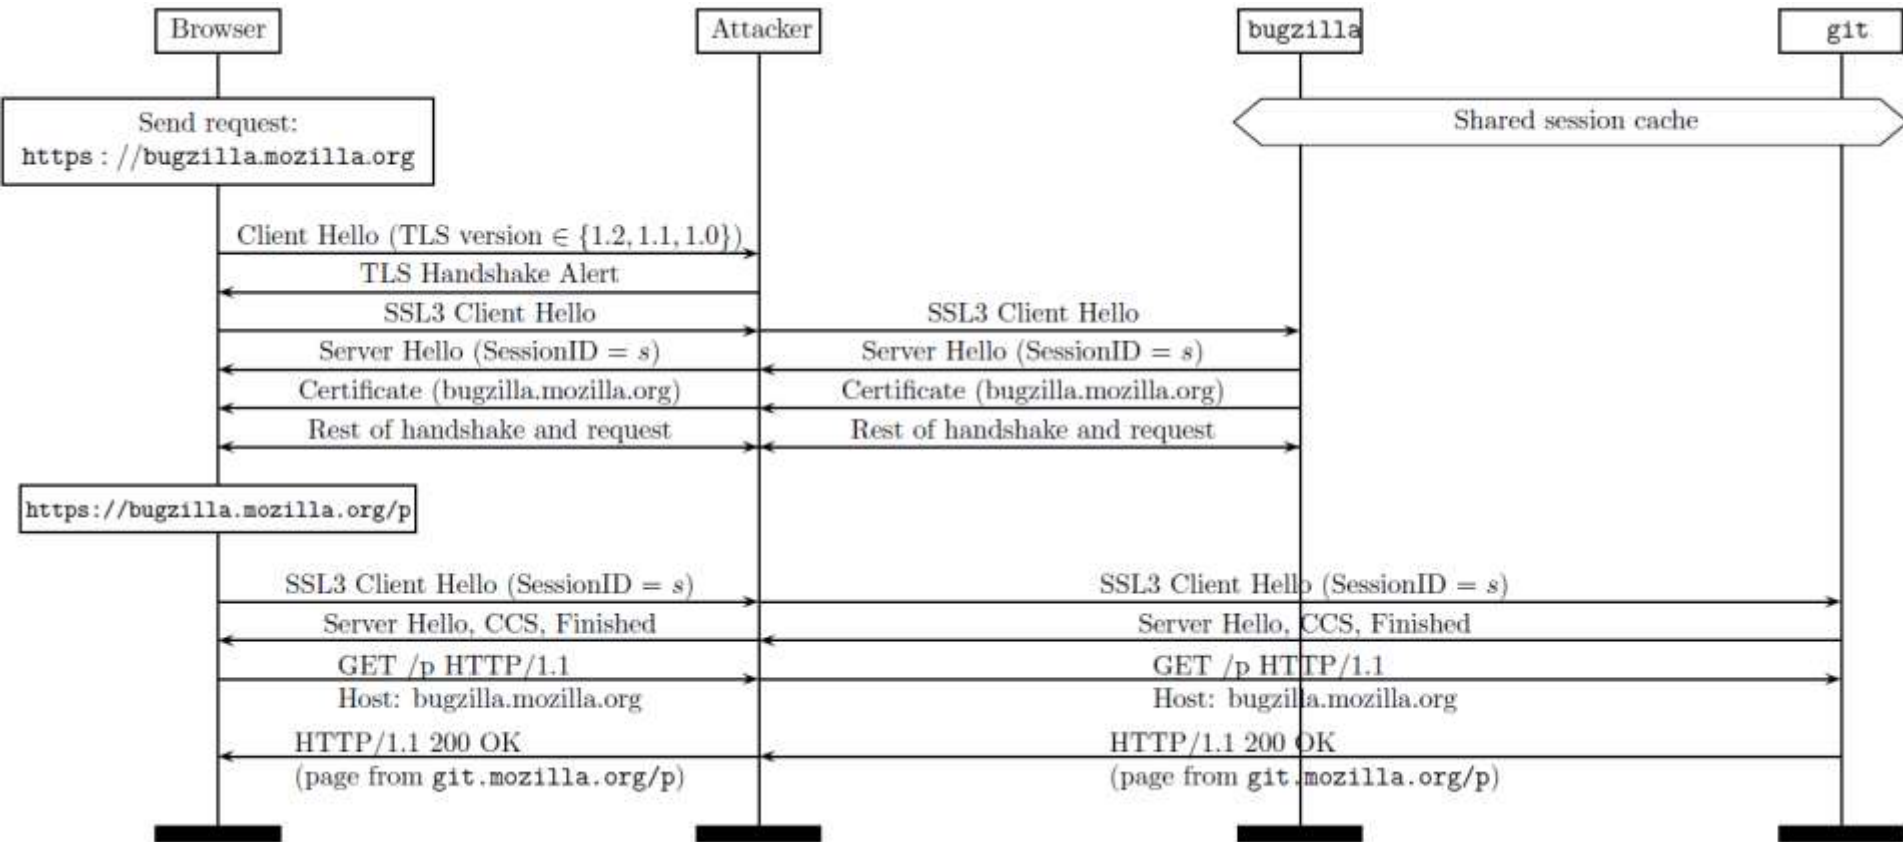 Browser
Attacker
bugzilla
git
Send request:
https://bugzilla.mozilla.org
Shared session cache
Client Hello (TLS version ∈ {1.2, 1.1, 1.0})
TLS Handshake Alert
SSL3 Client Hello
SSL3 Client Hello
Server Hello (SessionID = s)
Server Hello (SessionID = s)
Certificate (bugzilla.mozilla.org)
Certificate (bugzilla.mozilla.org)
Rest of handshake and request
Rest of handshake and request
https://bugzilla.mozilla.org/p
SSL3 Client Hello (SessionID = s)
SSL3 Client Hello (SessionID = s)
Server Hello, CCS, Finished
Server Hello, CCS, Finished
GET /p HTTP/1.1
GET /p HTTP/1.1
Host: bugzilla.mozilla.org
Host: bugzilla.mozilla.org
HTTP/1.1 200 OK
HTTP/1.1 200 OK
(page from git.mozilla.org/p)
(page from git.mozilla.org/p)